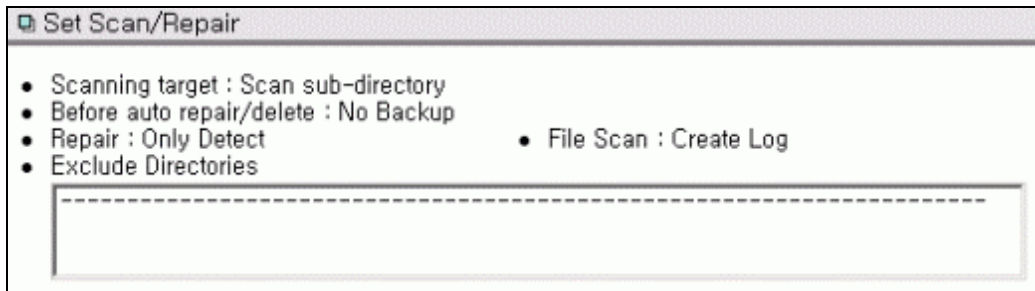 Set Scan/Repair
Scanning target : Scan sub-directory
Before auto repair/delete : No Backup
Repair : Only Detect
File Scan : Create Log
Exclude Directories
----------------------------------------------------------------------